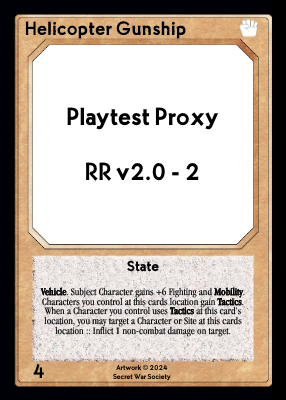 Helicopter Gunship
Playtest Proxy
RR v2.0 - 2
State
Vehicle. Subject Character gains +6 Fighting and Mobility.
Characters you control at this cards location gain Tactics.
When a Character you control uses Tactics at this card's
location, you may target a Character or Site at this cards
location :: Inflict 1 non-combat damage on target.
4
Artwork © 2024
Secret War Society